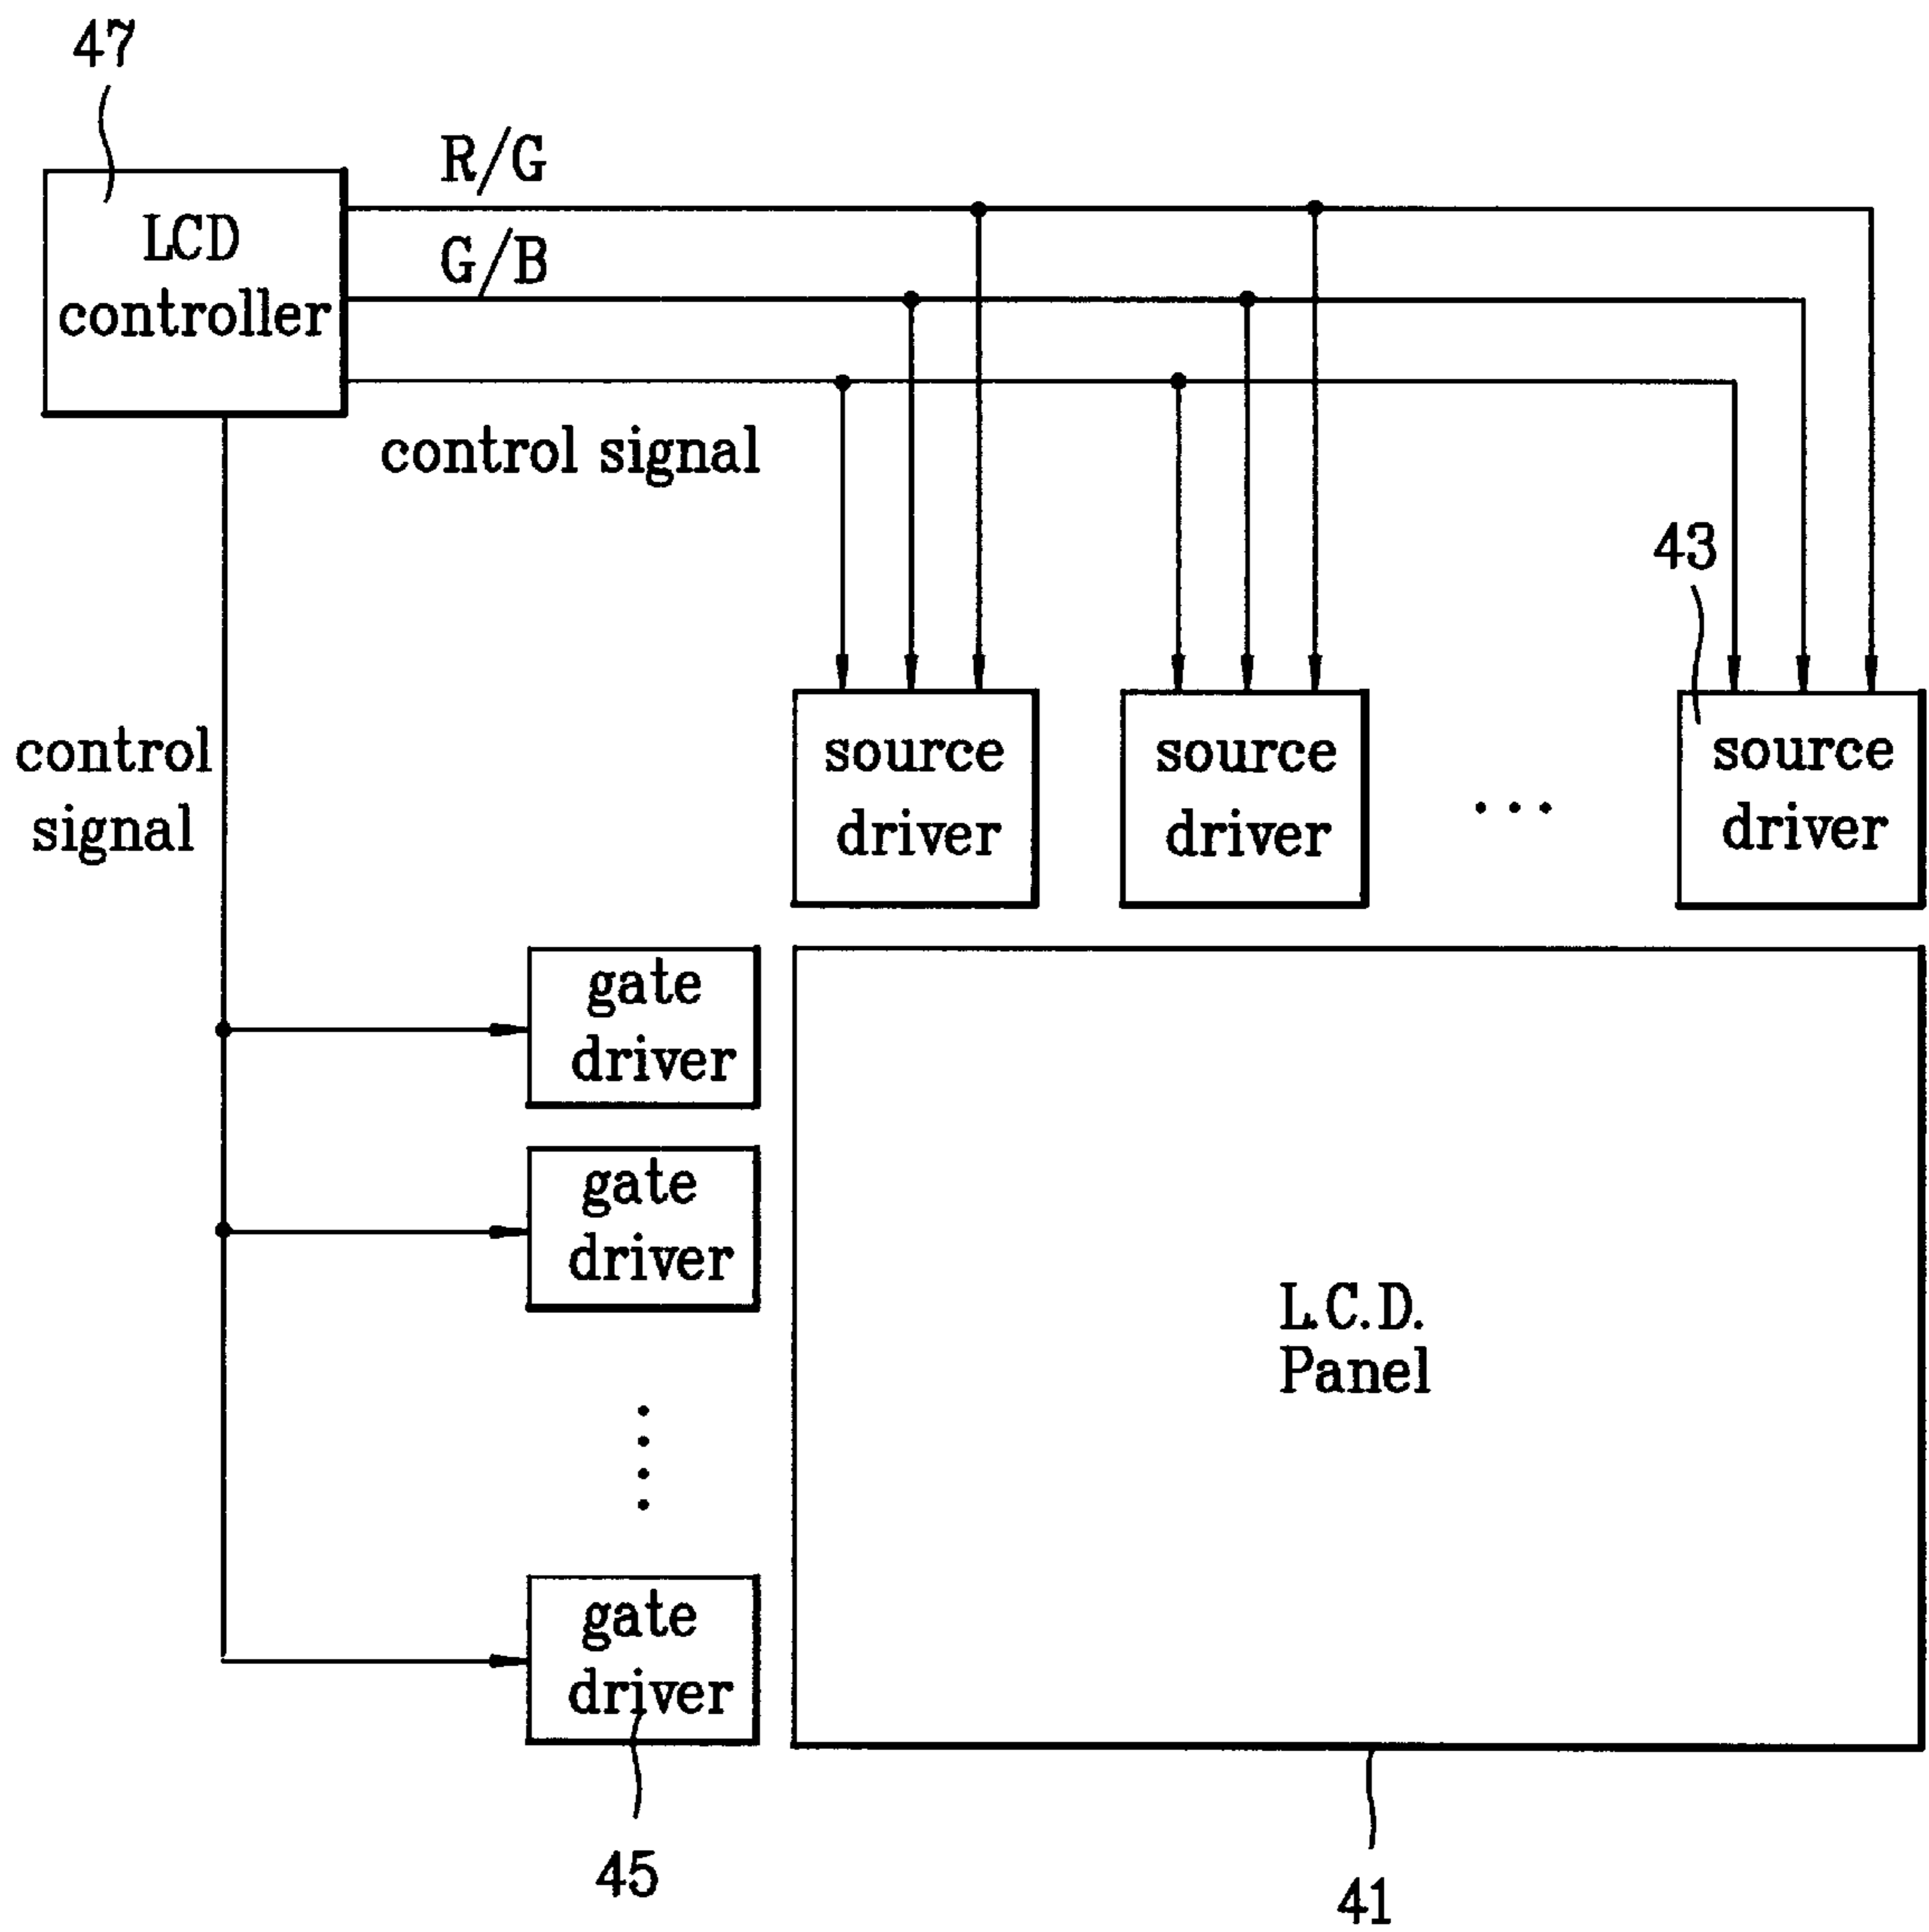 47
R/G
LCD
controller
G/B
control signal
43
control
signal
source
driver
source
driver
source
driver
gate
driver
gate
driver
L.C.D.
Panel
gate
driver
45
41